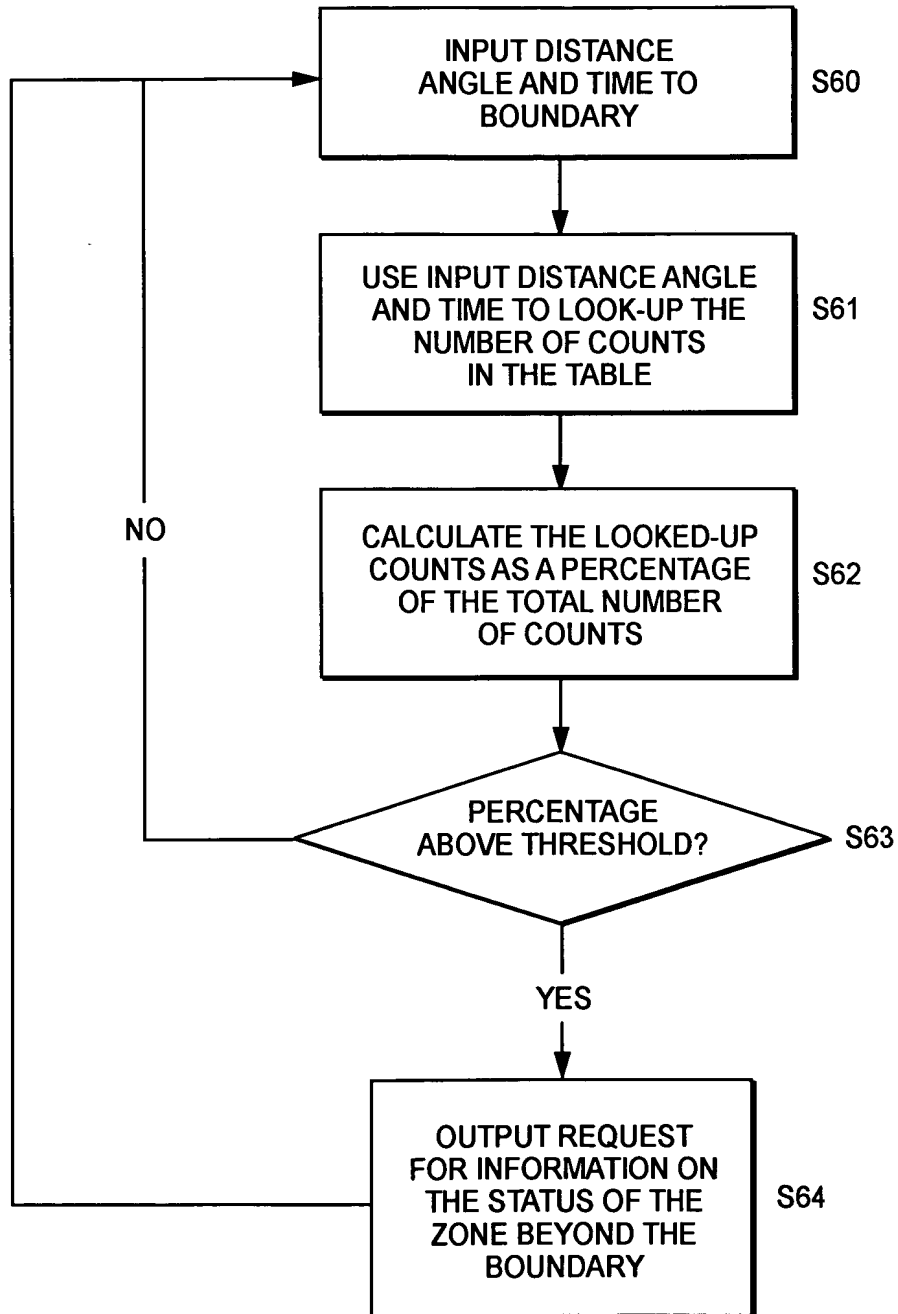 INPUT DISTANCE
ANGLE AND TIME TO
BOUNDARY
S60
USE INPUT DISTANCE ANGLE
AND TIME TO LOOK-UP THE
NUMBER OF COUNTS
IN THE TABLE
S61
CALCULATE THE LOOKED-UP
COUNTS AS A PERCENTAGE
OF THE TOTAL NUMBER
OF COUNTS
S62
NO
PERCENTAGE
ABOVE THRESHOLD?
S63
YES
OUTPUT REQUEST
FOR INFORMATION ON
THE STATUS OF THE
ZONE BEYOND THE
BOUNDARY
S64